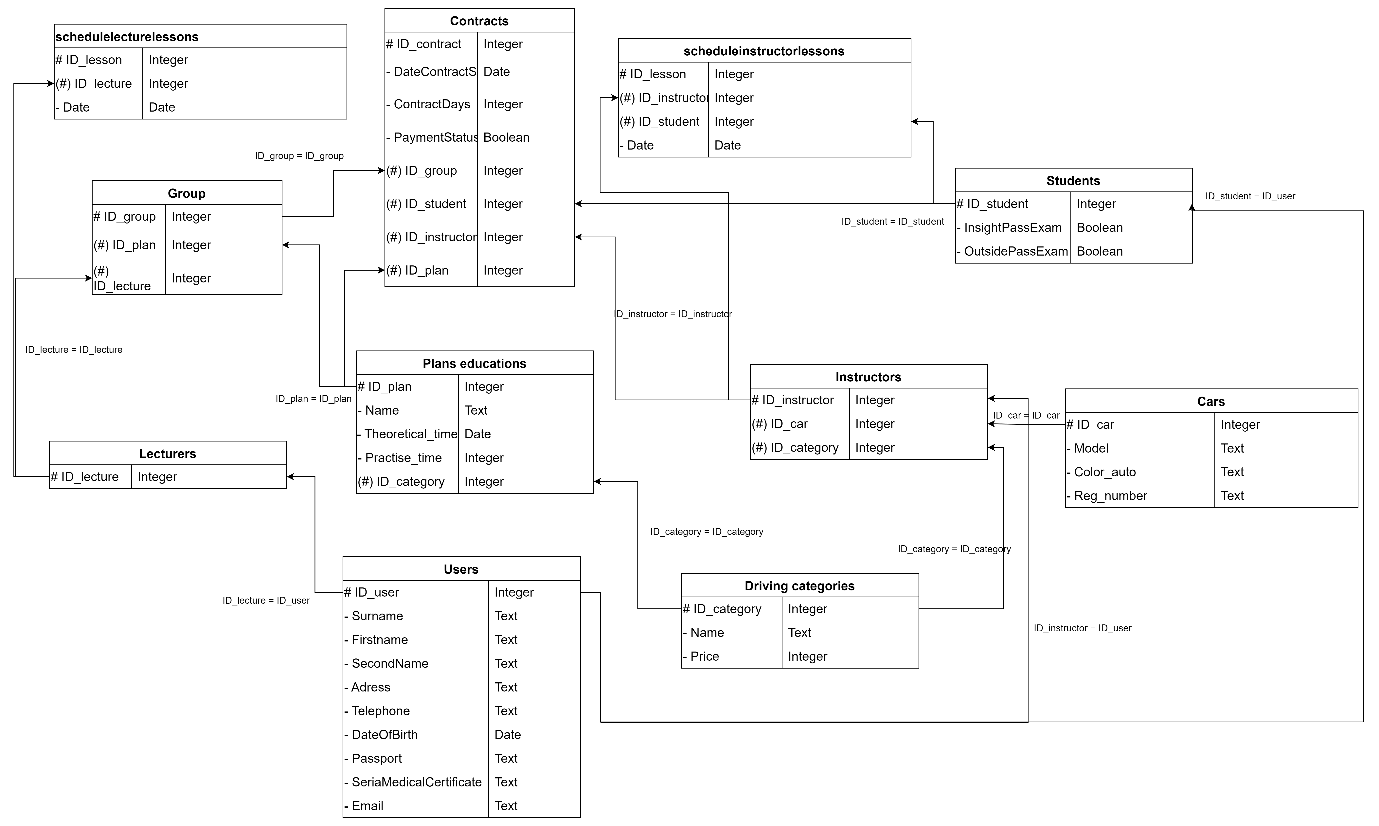 schedulelecturelessons
# ID_lesson Integer
(#) ID_lecture Integer
- Date Date
Contracts
# ID_contract Integer
- DateContractS Date
- ContractDays Integer
- PaymentStatus Boolean
(#) ID_group Integer
(#) ID_student Integer
(#) ID_instructor Integer
(#) ID_plan Integer
scheduleinstructorlessons
# ID_lesson Integer
(#) ID_instructor Integer
(#) ID_student Integer
- Date Date
ID_group = ID_group
Group
# ID_group Integer
(#) ID_plan Integer
(#)
ID_lecture Integer
Students
# ID_student Integer
- InsightPassExam Boolean
- OutsidePassExam Boolean
ID_student = ID_user
ID_student = ID_student
ID_instructor = ID_instructor
ID_lecture = ID_lecture
Plans educations
# ID_plan Integer
- Name Text
- Theoretical_time Date
- Practise_time Integer
(#) ID_category Integer
ID_plan = ID_plan
Instructors
# ID_instructor Integer
(#) ID_car Integer
(#) ID_category Integer
ID_car = ID_car
Cars
# ID_car Integer
- Model Text
- Color_auto Text
- Reg_number Text
Lecturers
# ID_lecture Integer
ID_category = ID_category
ID_category = ID_category
Users
# ID_user Integer
- Surname Text
- Firstname Text
- SecondName Text
- Adress Text
- Telephone Text
- DateOfBirth Date
- Passport Text
- SeriaMedicalCertificate Text
- Email Text
ID_lecture = ID_user
Driving categories
# ID_category Integer
- Name Text
- Price Integer
ID_instructor = ID_user